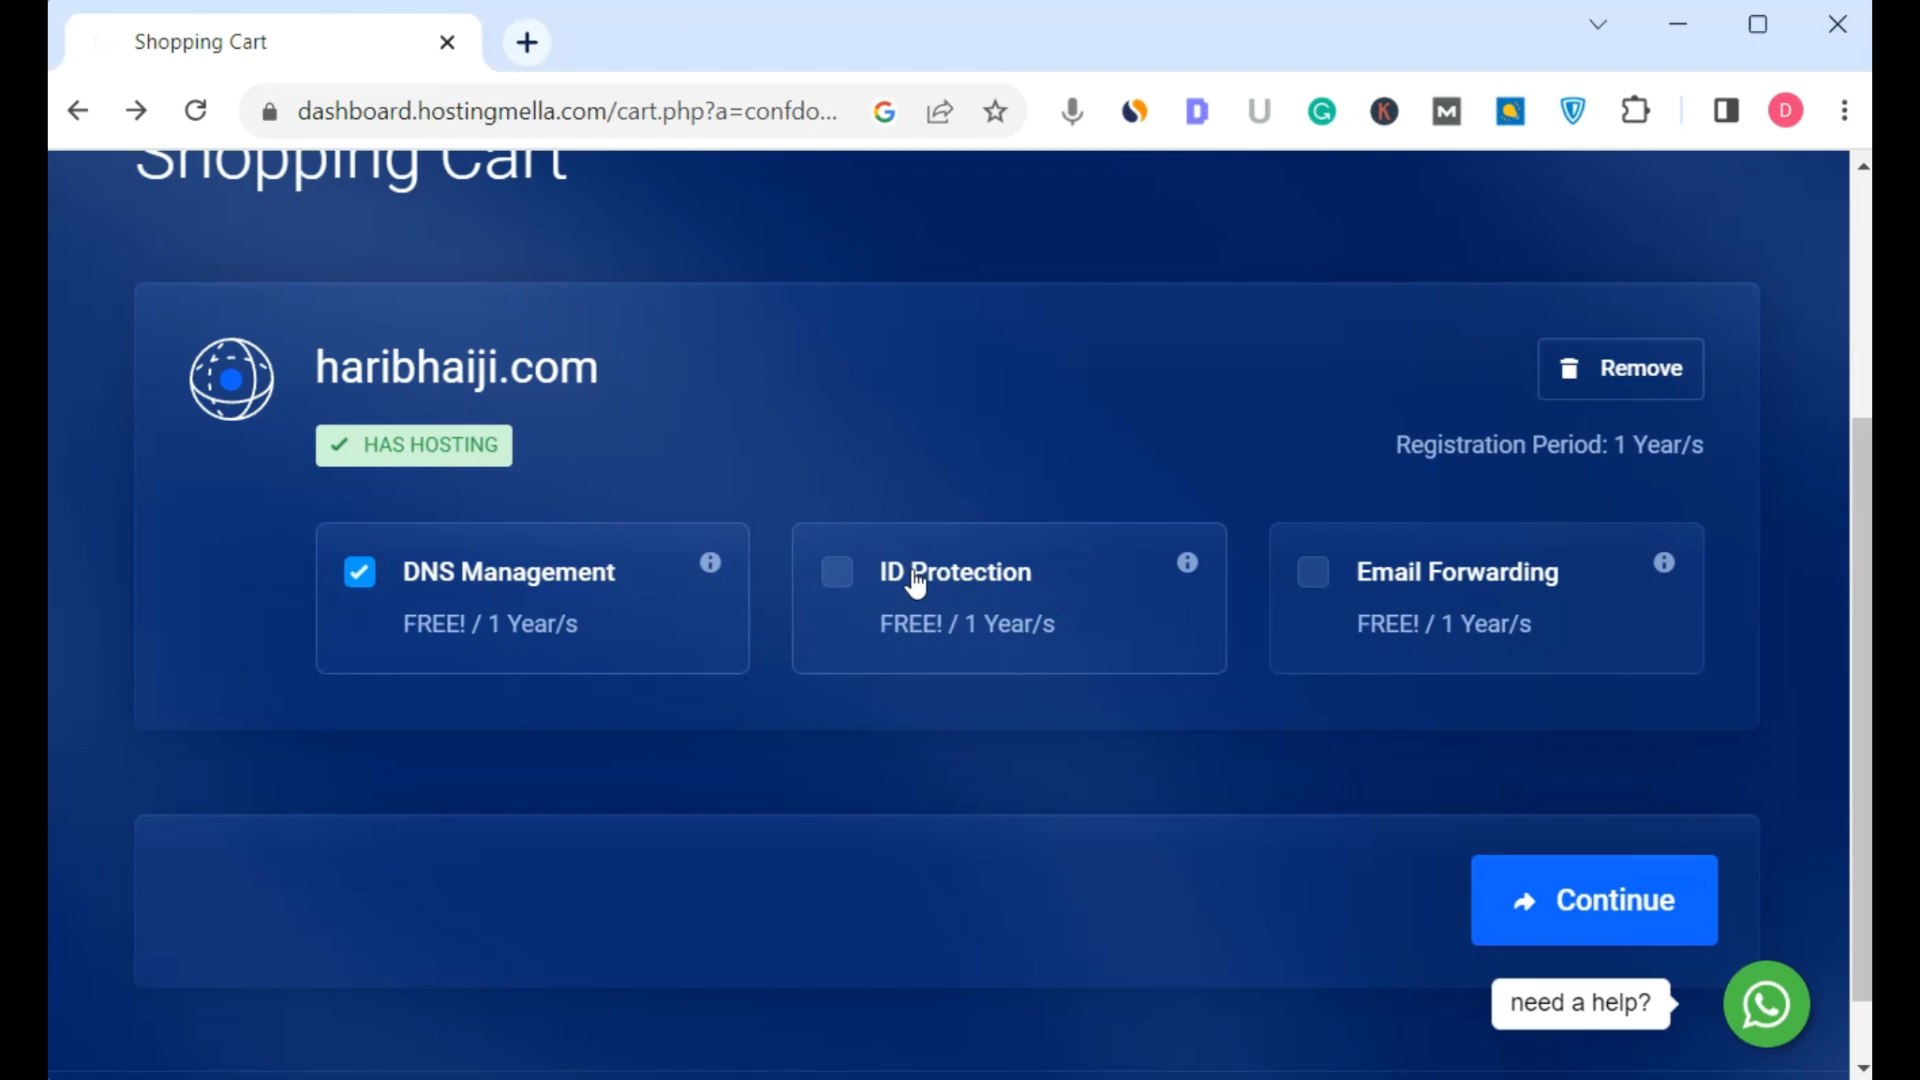 Shopping Cart
dashboard.hostingmella.com/cart.php?a=confdo...
D
Shopping Cart
haribhaiji.com
Remove
HAS HOSTING
Registration Period: 1 Year/s
DNS Management
ID Protection
Email Forwarding
FREE! / 1 Year/s
FREE! / 1 Year/s
FREE! / 1 Year/s
Continue
need a help?